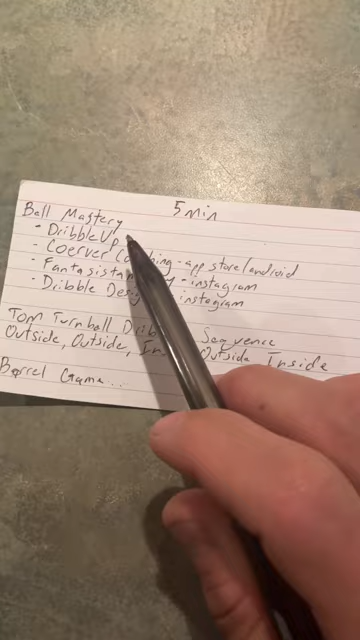 Ball Mastery 5 min
- DribbleUp
- Coerver - app store/android
- - instagram
- Dribble instagram
Tom Turnball Sequence
Outside, Outside, Outside Inside
Barrel Game...